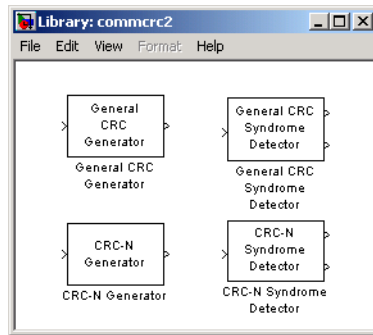 Library: commcrc2
File Edit View Format Help
General
CRC
Generator
General CRC
Generator
General CRC
Syndrome
Detector
General CRC
Syndrome
Detector
CRC-N
Generator
CRC-N Generator
CRC-N
Syndrome
Detector
CRC-N Syndrome
Detector